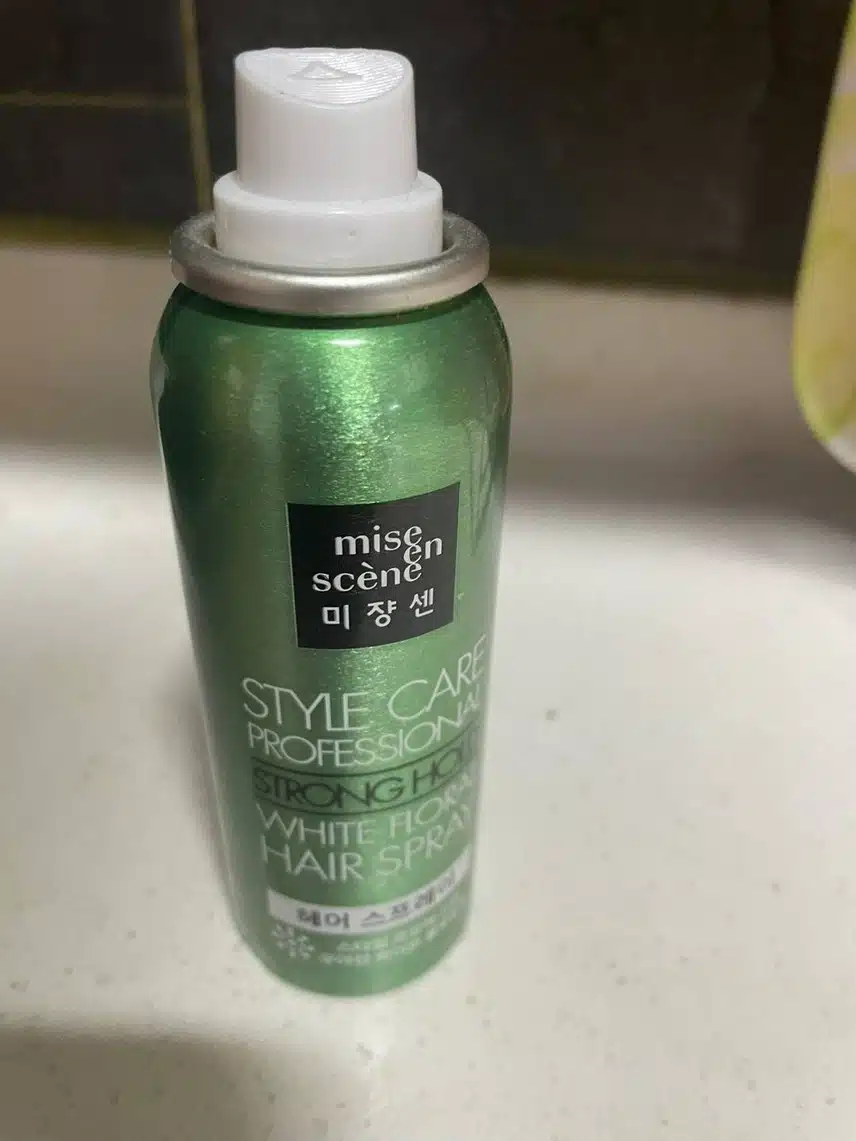 mise
en
scène
미쟝센
STYLE CARE
PROFESSIONAL
STRONG HOLD
WHITE FLORAL
HAIR SPRAY
헤어 스프레이